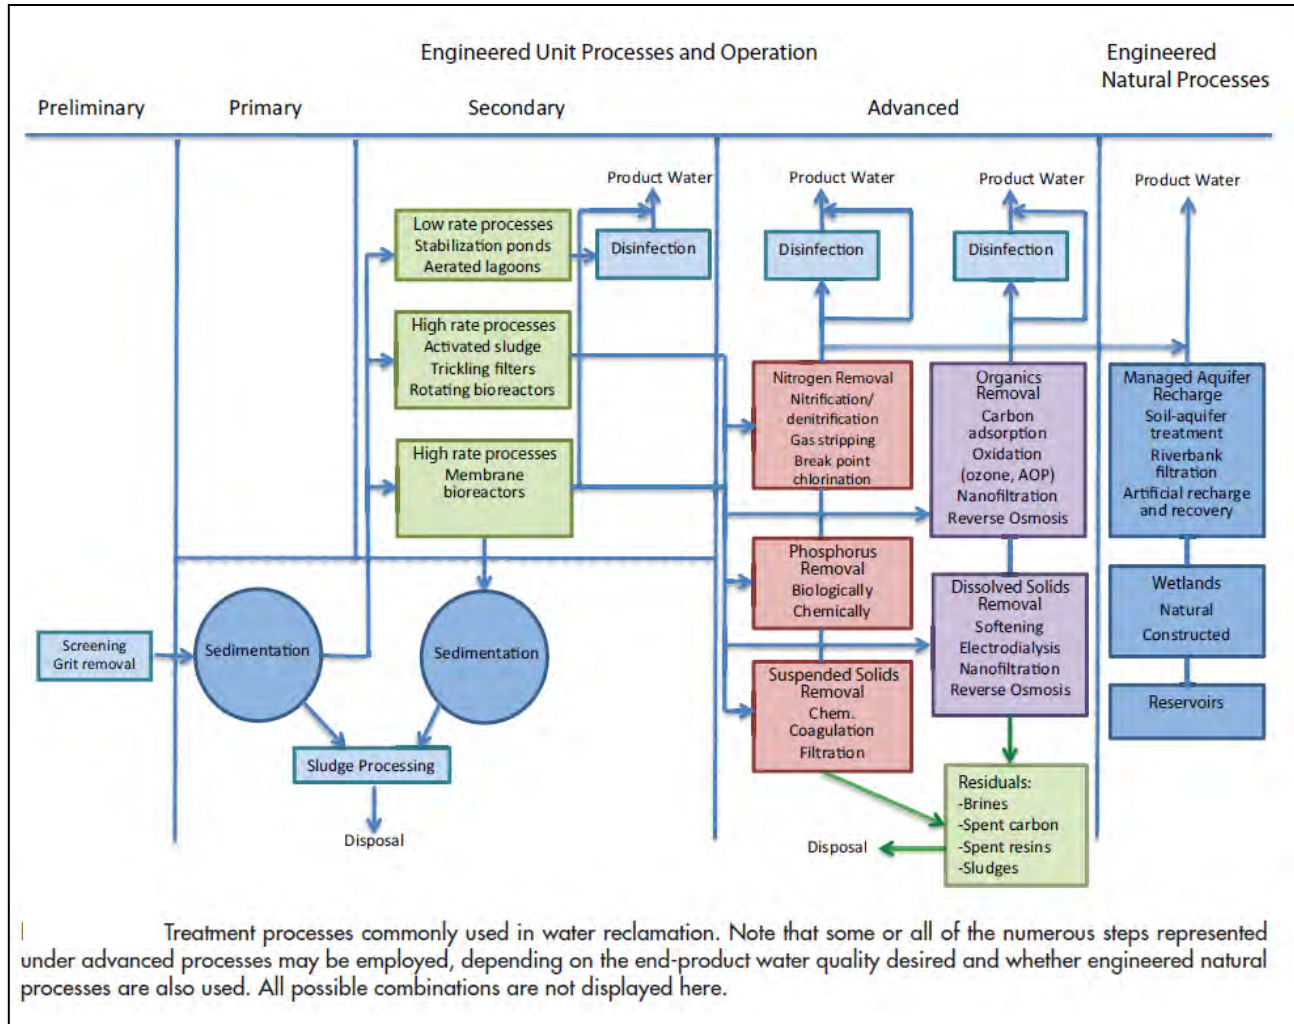 Engineered Unit Processes and Operation
Engineered
Natural Processes
Preliminary
Primary
Secondary
Advanced
Product Water
Product Water
Product Water
Product Water
Low rate processes
Stabilization ponds
Aerated lagoons
Disinfection
Disinfection
Disinfection
High rate processes
Activated sludge
Trickling filters
Rotating bioreactors
High rate processes
Membrane
bioreactors
Nitrogen Removal
Nitrification/
denitrification
Gas stripping
Break point
chlorination
Organics
Removal
Carbon
adsorption
Oxidation
(ozone, AOP)
Nanofiltration
Reverse Osmosis
Managed Aquifer
Recharge
Soil-aquifer
treatment
Riverbank
filtration
Artificial recharge
and recovery
Phosphorus
Removal
Biologically
Chemically
Dissolved Solids
Removal
Softening
Electrodialysis
Nanofiltration
Reverse Osmosis
Wetlands
Natural
Constructed
Screening
Grit removal
Sedimentation
Sedimentation
Suspended Solids
Removal
Chem.
Coagulation
Filtration
Reservoirs
Sludge Processing
Disposal
Residuals:
-Brines
-Spent carbon
-Spent resins
-Sludges
Disposal
Treatment processes commonly used in water reclamation. Note that some or all of the numerous steps represented
under advanced processes may be employed, depending on the end-product water quality desired and whether engineered natural
processes are also used. All possible combinations are not displayed here.